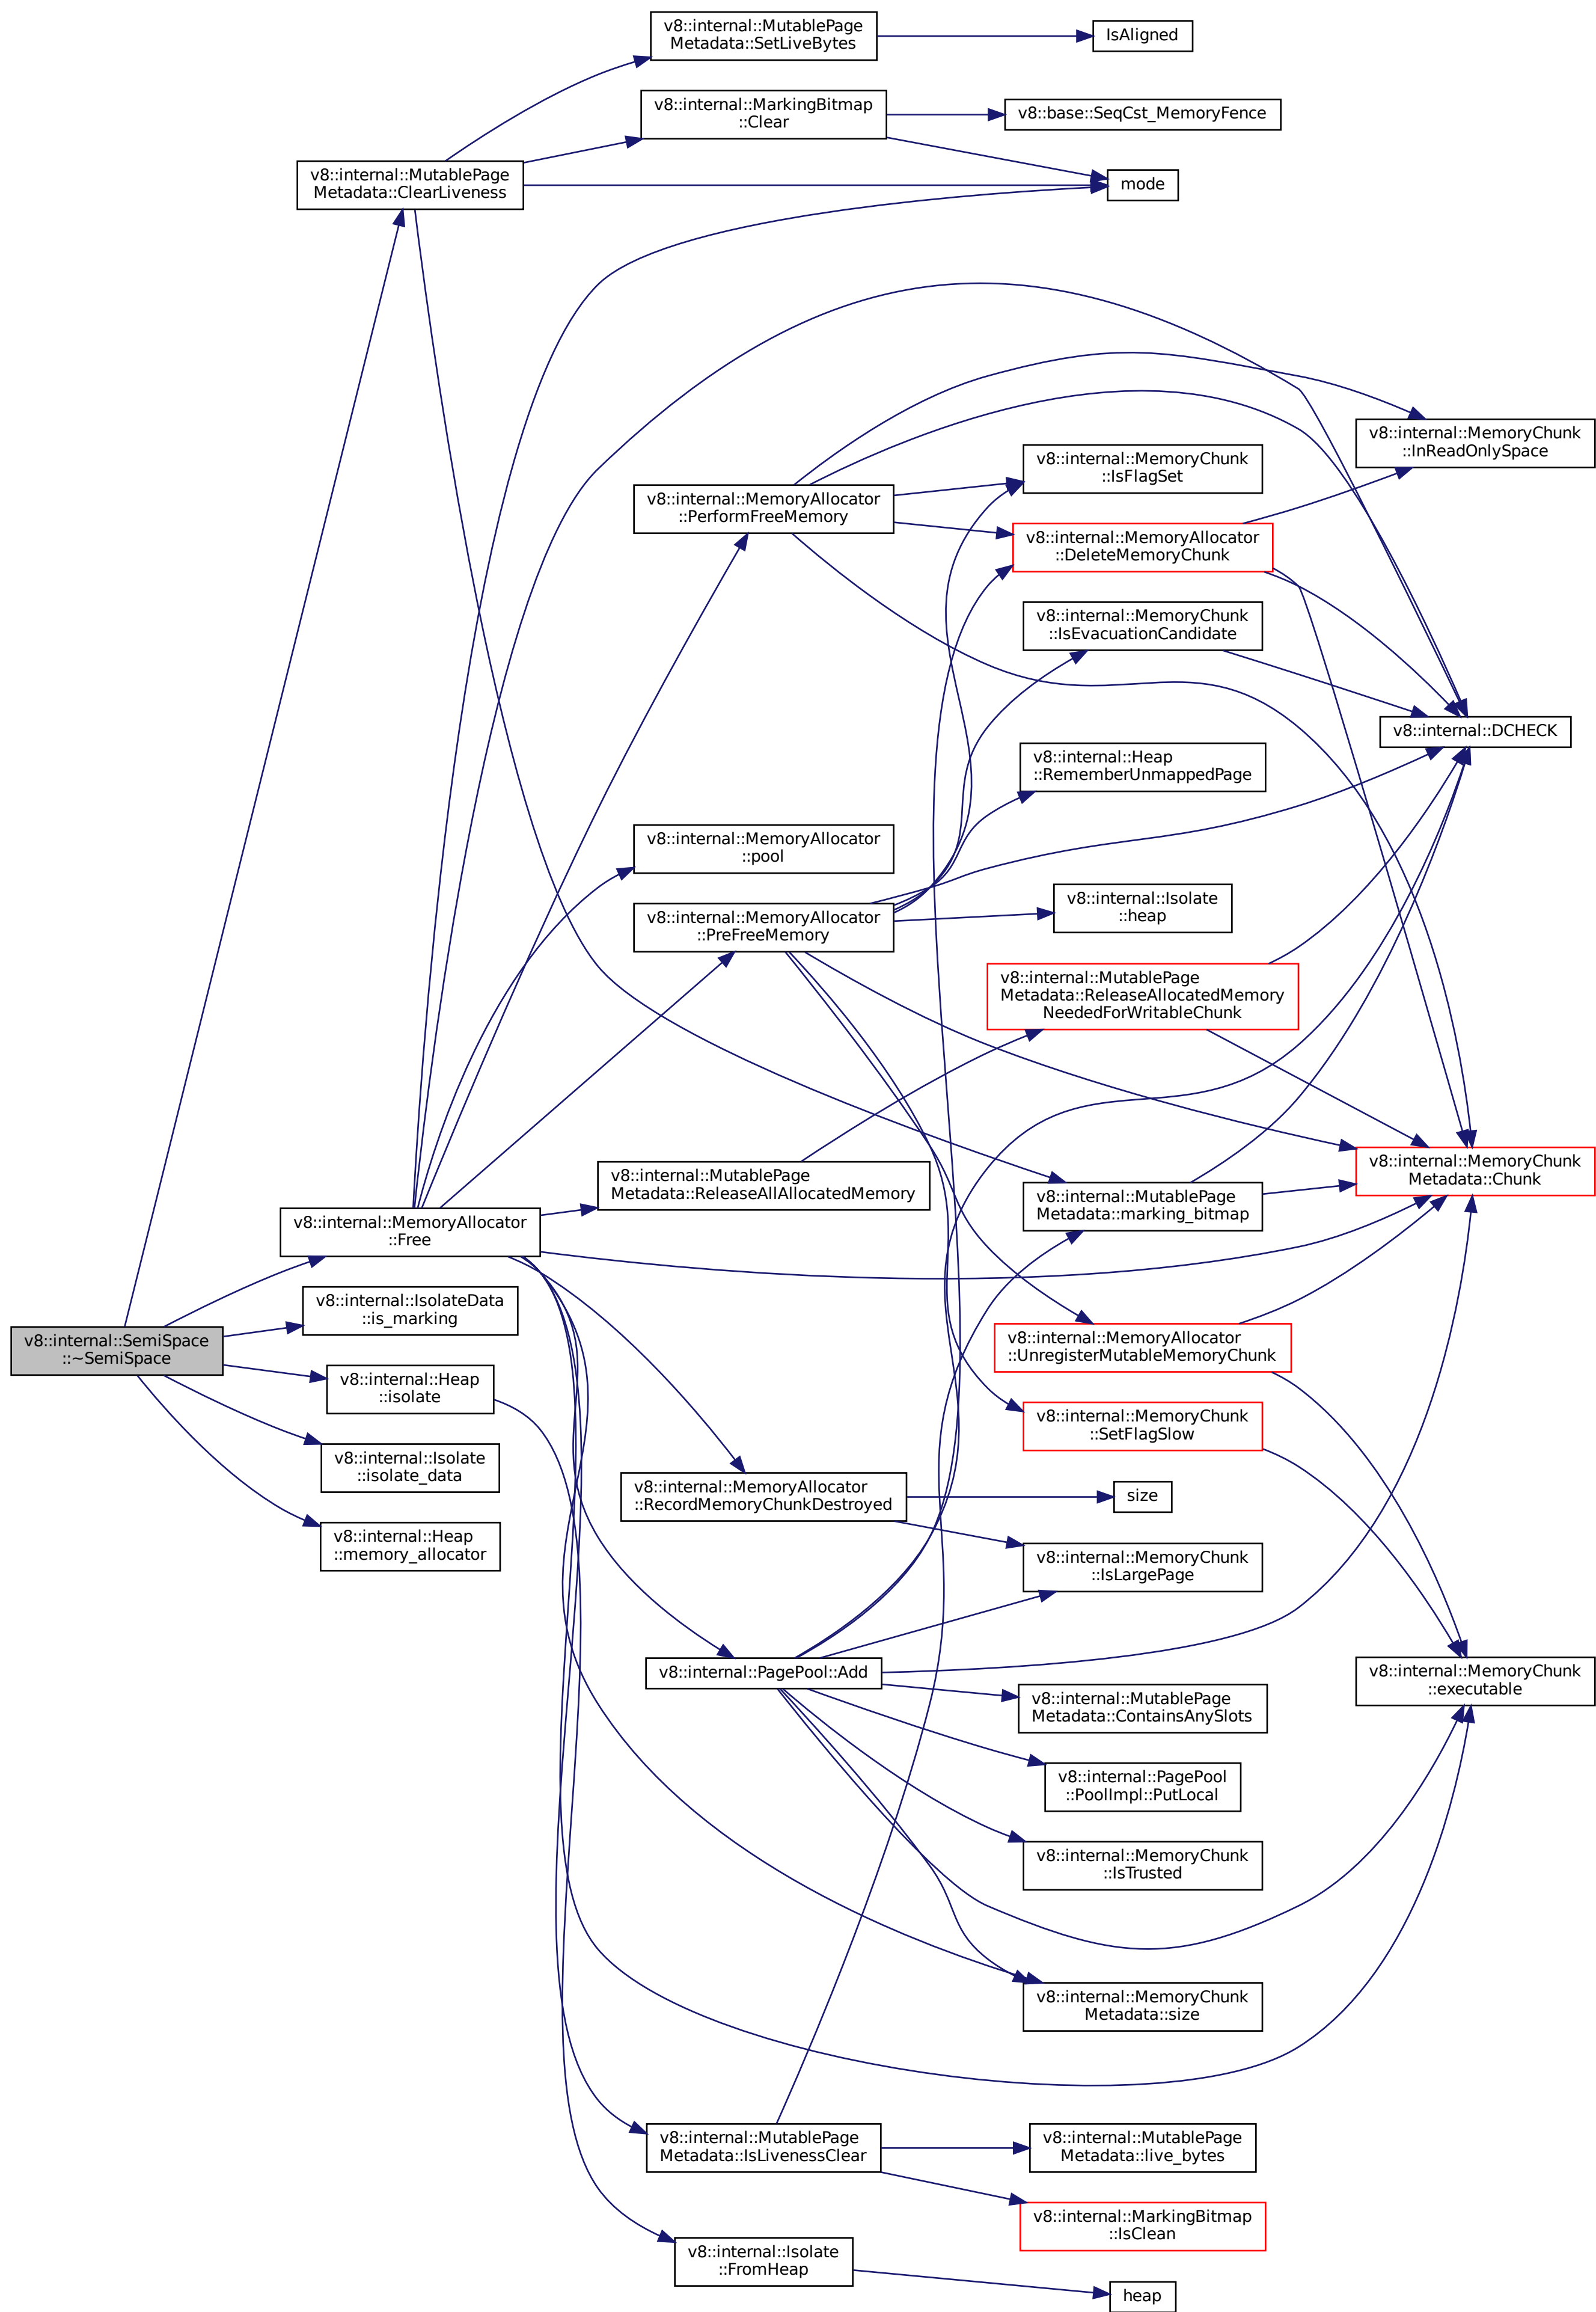 v8::internal::MutablePage
Metadata::SetLiveBytes
IsAligned
v8::internal::MarkingBitmap
::Clear
v8::base::SeqCst_MemoryFence
v8::internal::MutablePage
Metadata::ClearLiveness
mode
v8::internal::MemoryChunk
::InReadOnlySpace
v8::internal::MemoryChunk
::IsFlagSet
v8::internal::MemoryAllocator
::PerformFreeMemory
v8::internal::MemoryAllocator
::DeleteMemoryChunk
v8::internal::MemoryChunk
::IsEvacuationCandidate
v8::internal::DCHECK
v8::internal::Heap
::RememberUnmappedPage
v8::internal::MemoryAllocator
::pool
v8::internal::Isolate
::heap
v8::internal::MemoryAllocator
::PreFreeMemory
v8::internal::MutablePage
Metadata::ReleaseAllocatedMemory
NeededForWritableChunk
v8::internal::MemoryChunk
Metadata::Chunk
v8::internal::MutablePage
Metadata::ReleaseAllAllocatedMemory
v8::internal::MutablePage
Metadata::marking_bitmap
v8::internal::MemoryAllocator
::Free
v8::internal::IsolateData
::is_marking
v8::internal::SemiSpace
::~SemiSpace
v8::internal::MemoryAllocator
::UnregisterMutableMemoryChunk
v8::internal::Heap
::isolate
v8::internal::MemoryChunk
::SetFlagSlow
v8::internal::Isolate
::isolate_data
v8::internal::MemoryAllocator
::RecordMemoryChunkDestroyed
size
v8::internal::Heap
::memory_allocator
v8::internal::MemoryChunk
::IsLargePage
v8::internal::PagePool::Add
v8::internal::MemoryChunk
::executable
v8::internal::MutablePage
Metadata::ContainsAnySlots
v8::internal::PagePool
::PoolImpl::PutLocal
v8::internal::MemoryChunk
::IsTrusted
v8::internal::MemoryChunk
Metadata::size
v8::internal::MutablePage
Metadata::IsLivenessClear
v8::internal::MutablePage
Metadata::live_bytes
v8::internal::MarkingBitmap
::IsClean
v8::internal::Isolate
::FromHeap
heap